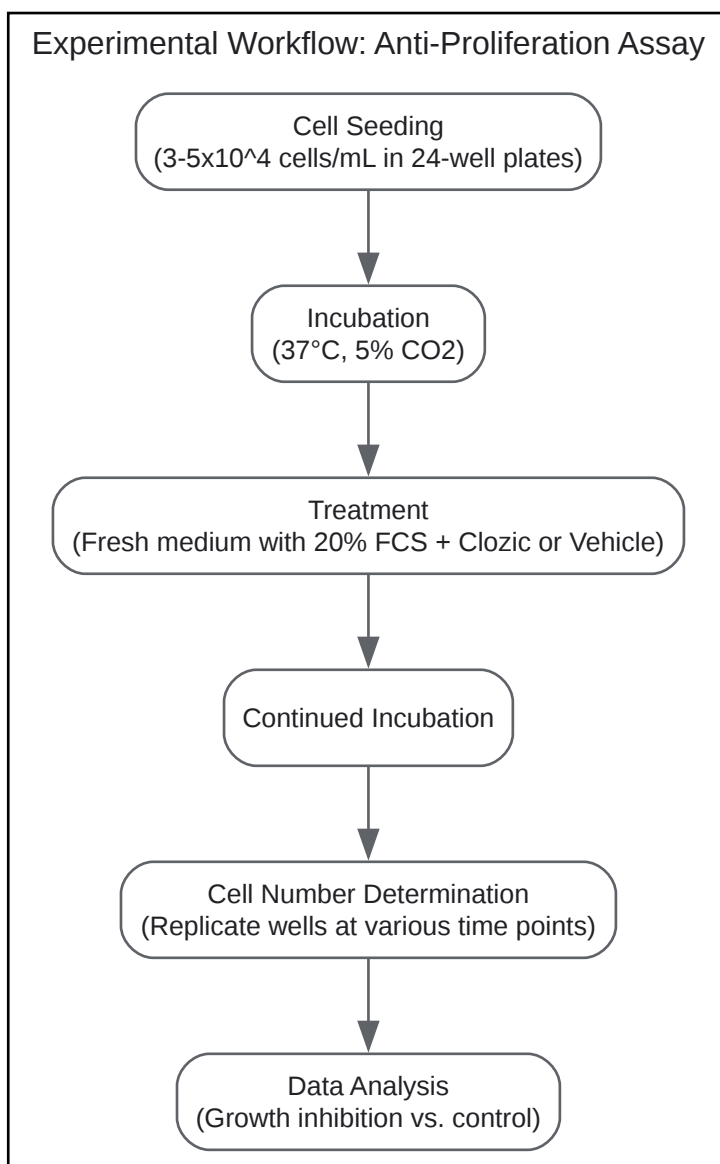 Experimental Workflow: Anti-Proliferation Assay
Cell Seeding
(3-5x10^4 cells/mL in 24-well plates)
Incubation
(37°C, 5% CO2)
Treatment
(Fresh medium with 20% FCS + Clozic or Vehicle)
Continued Incubation
Cell Number Determination
(Replicate wells at various time points)
Data Analysis
(Growth inhibition vs. control)